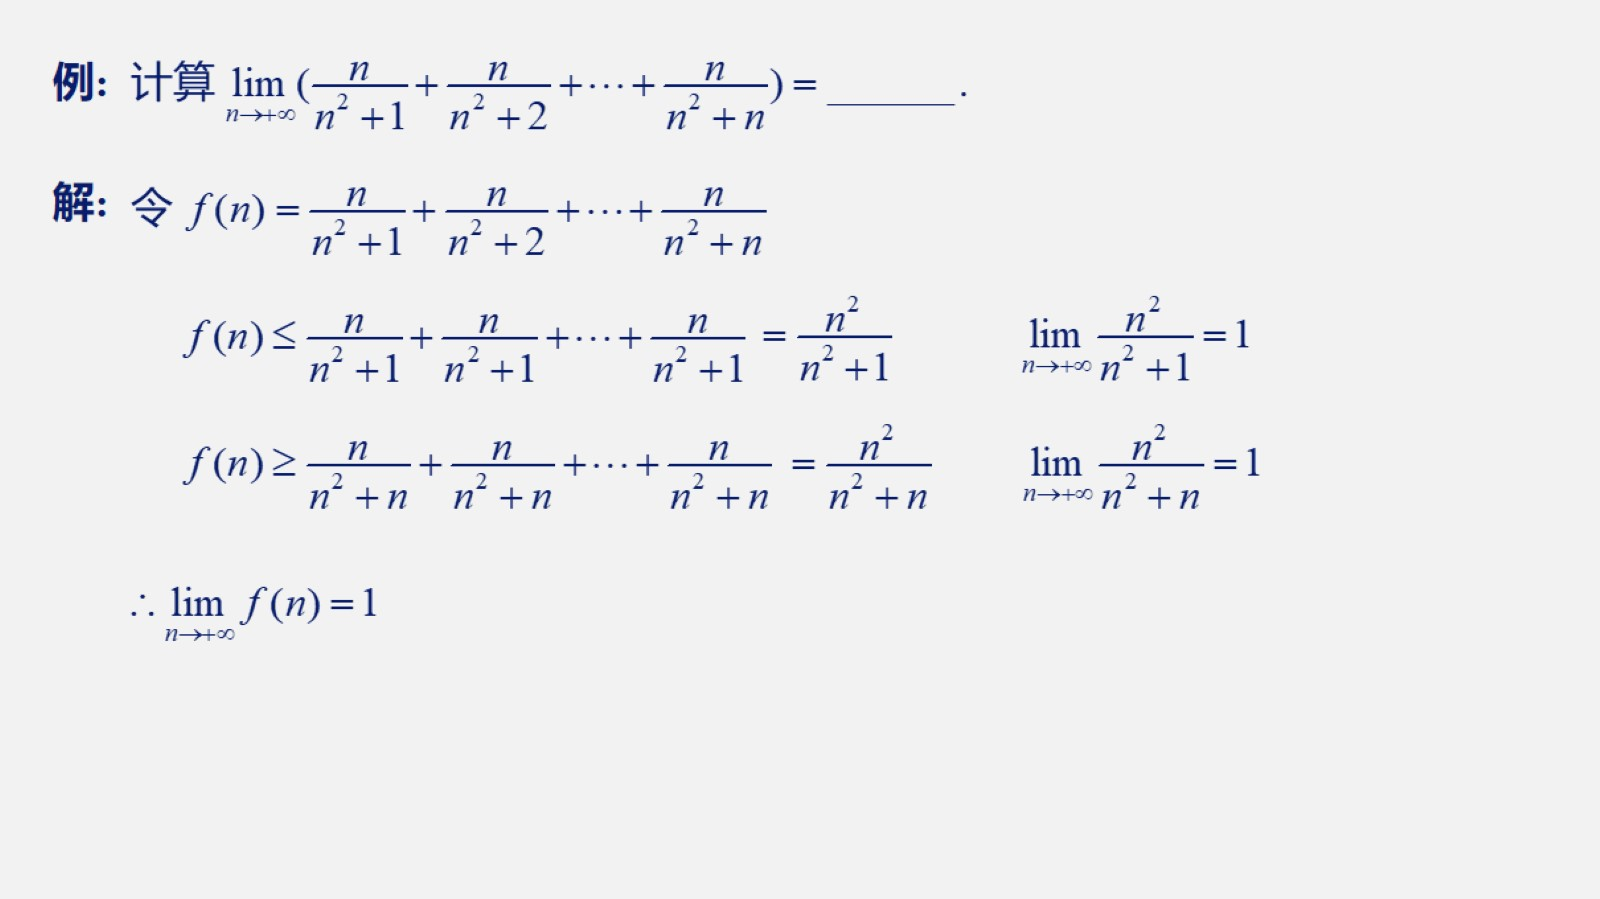 例: 计算 lim_{n→+∞} (n/(n²+1) + n/(n²+2) + ⋯ + n/(n²+n)) = ______.
解: 令 f(n) = n/(n²+1) + n/(n²+2) + ⋯ + n/(n²+n)
f(n) ≤ n/(n²+1) + n/(n²+1) + ⋯ + n/(n²+1) = n²/(n²+1) lim_{n→+∞} n²/(n²+1) = 1
f(n) ≥ n/(n²+n) + n/(n²+n) + ⋯ + n/(n²+n) = n²/(n²+n) lim_{n→+∞} n²/(n²+n) = 1
∴ lim_{n→+∞} f(n) = 1